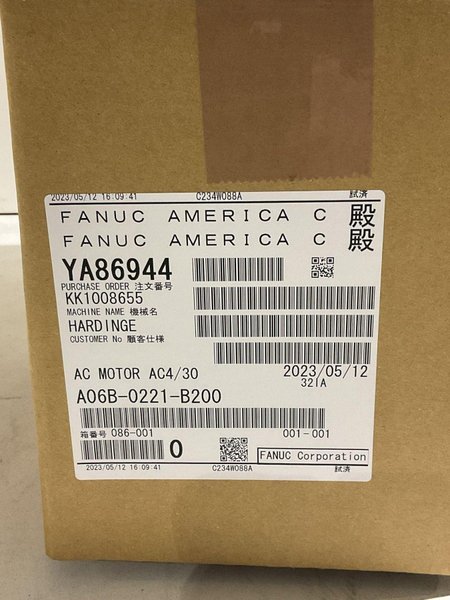 2023/05/12 16:09:41 C234W088A 試済
FANUC AMERICA C 殿
FANUC AMERICA C 殿
YA86944
PURCHASE ORDER 注文番号
KK1008655
MACHINE NAME 機械名
HARDINGE
CUSTOMER No 顧客仕様
AC MOTOR AC4/30 2023/05/12
321A
A06B-0221-B200
箱番号 086-001 001-001
0 FANUC Corporation
2023/05/12 16:09:41 C234W088A 試済